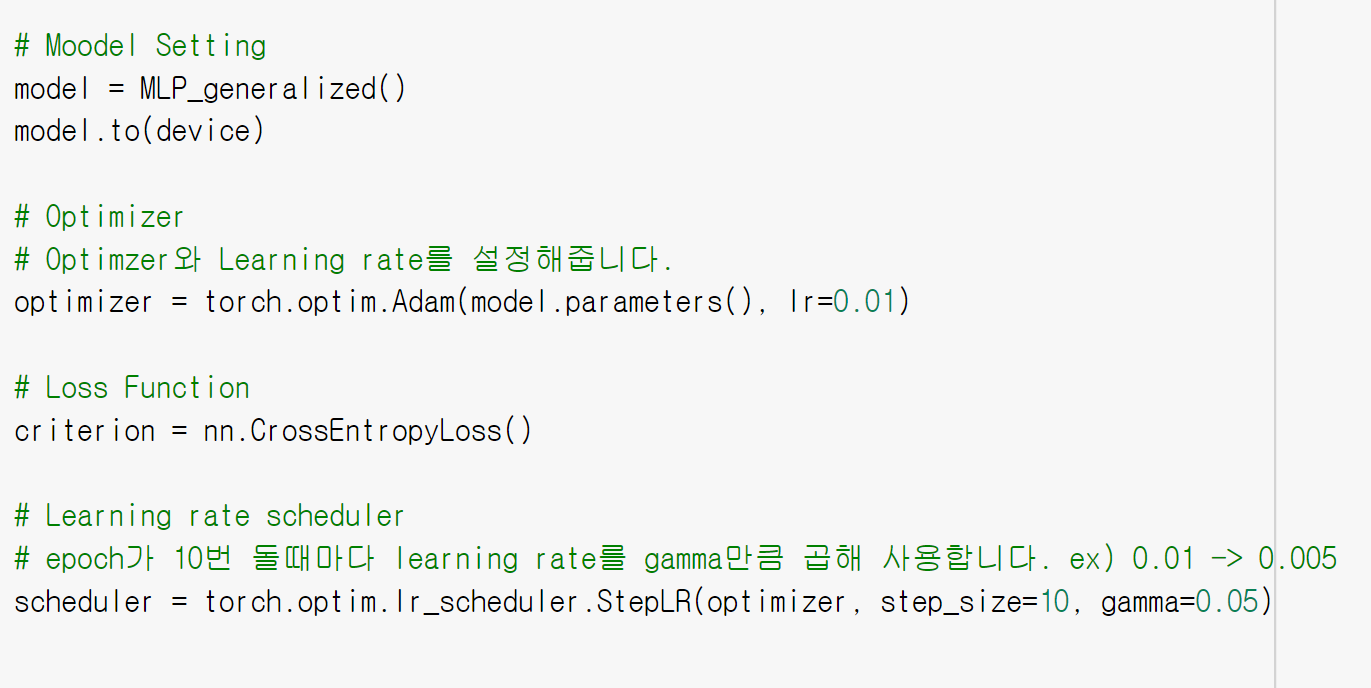 # Moodel Setting
model = MLP_generalized()
model.to(device)
# Optimizer
# Optimzer와 Learning rate를 설정해줍니다.
optimizer = torch.optim.Adam(model.parameters(), lr=0.01)
# Loss Function
criterion = nn.CrossEntropyLoss()
# Learning rate scheduler
# epoch가 10번 돌때마다 learning rate를 gamma만큼 곱해 사용합니다. ex) 0.01 -> 0.005
scheduler = torch.optim.lr_scheduler.StepLR(optimizer, step_size=10, gamma=0.05)